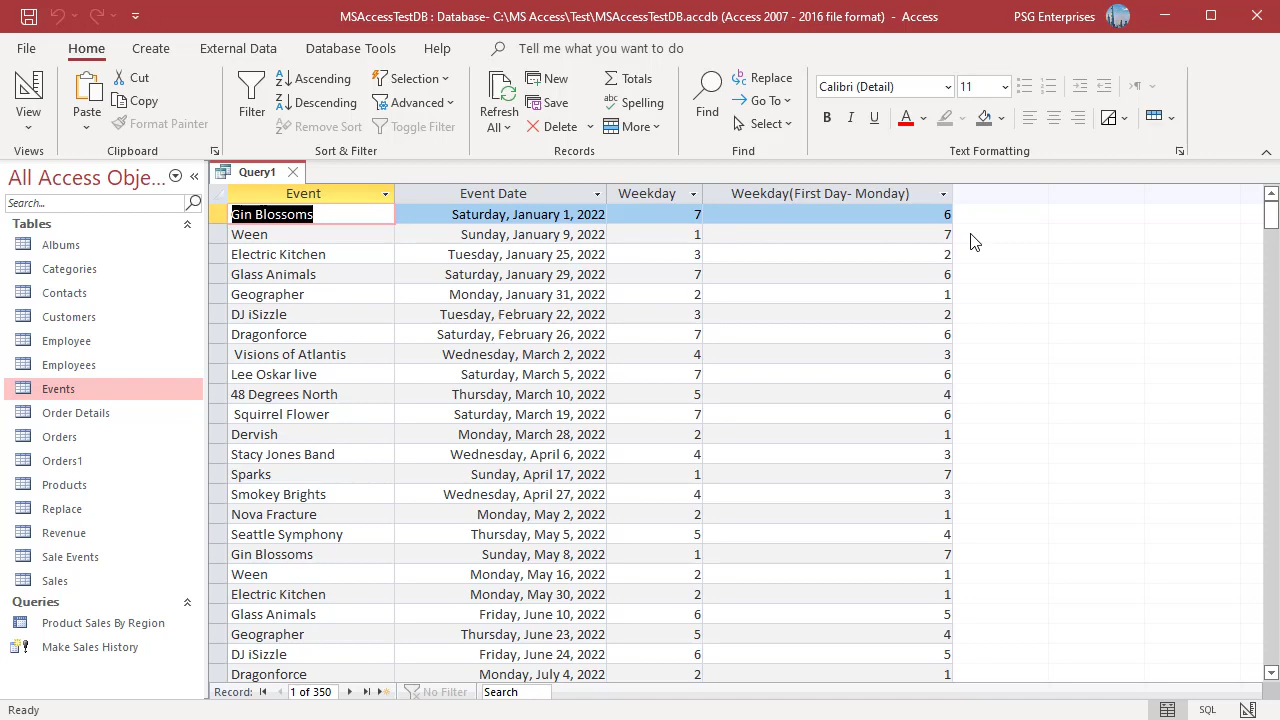 MSAccessTestDB : Database- C:\MS Access\Test\MSAccessTestDB.accdb (Access 2007 - 2016 file format) - Access
PSG Enterprises
File Home Create External Data Database Tools Help Tell me what you want to do
View
Views
Paste
Cut
Copy
Format Painter
Clipboard
Filter
Ascending
Descending
Remove
Selection
Advanced
Toggle Filter
Sort & Filter
Refresh
All
New
Save
Delete
Totals
Spelling
More
Records
Find
Replace
Go To
Select
Find
Calibri (Detail) 11
B I U
Text Formatting
All Access Obje...
Search...
Tables
Albums
Categories
Contacts
Customers
Employee
Employees
Events
Order Details
Orders
Orders1
Products
Replace
Revenue
Sale Events
Sales
Queries
Product Sales By Region
Make Sales History
Query1
Event Event Date Weekday Weekday(First Day- Monday)
Gin Blossoms Saturday, January 1, 2022 7 6
Ween Sunday, January 9, 2022 1 7
Electric Kitchen Tuesday, January 25, 2022 3 2
Glass Animals Saturday, January 29, 2022 7 6
Geographer Monday, January 31, 2022 2 1
DJ iSizzle Tuesday, February 22, 2022 3 2
Dragonforce Saturday, February 26, 2022 7 6
Visions of Atlantis Wednesday, March 2, 2022 4 3
Lee Oskar live Saturday, March 5, 2022 7 6
48 Degrees North Thursday, March 10, 2022 5 4
Squirrel Flower Saturday, March 19, 2022 7 6
Dervish Monday, March 28, 2022 2 1
Stacy Jones Band Wednesday, April 6, 2022 4 3
Sparks Sunday, April 17, 2022 1 7
Smokey Brights Wednesday, April 27, 2022 4 3
Nova Fracture Monday, May 2, 2022 2 1
Seattle Symphony Thursday, May 5, 2022 5 4
Gin Blossoms Sunday, May 8, 2022 1 7
Ween Monday, May 16, 2022 2 1
Electric Kitchen Monday, May 30, 2022 2 1
Glass Animals Friday, June 10, 2022 6 5
Geographer Thursday, June 23, 2022 5 4
DJ iSizzle Friday, June 24, 2022 6 5
Dragonforce Monday, July 4, 2022 2 1
Record: 1 of 350 No Filter Search
Ready SQL